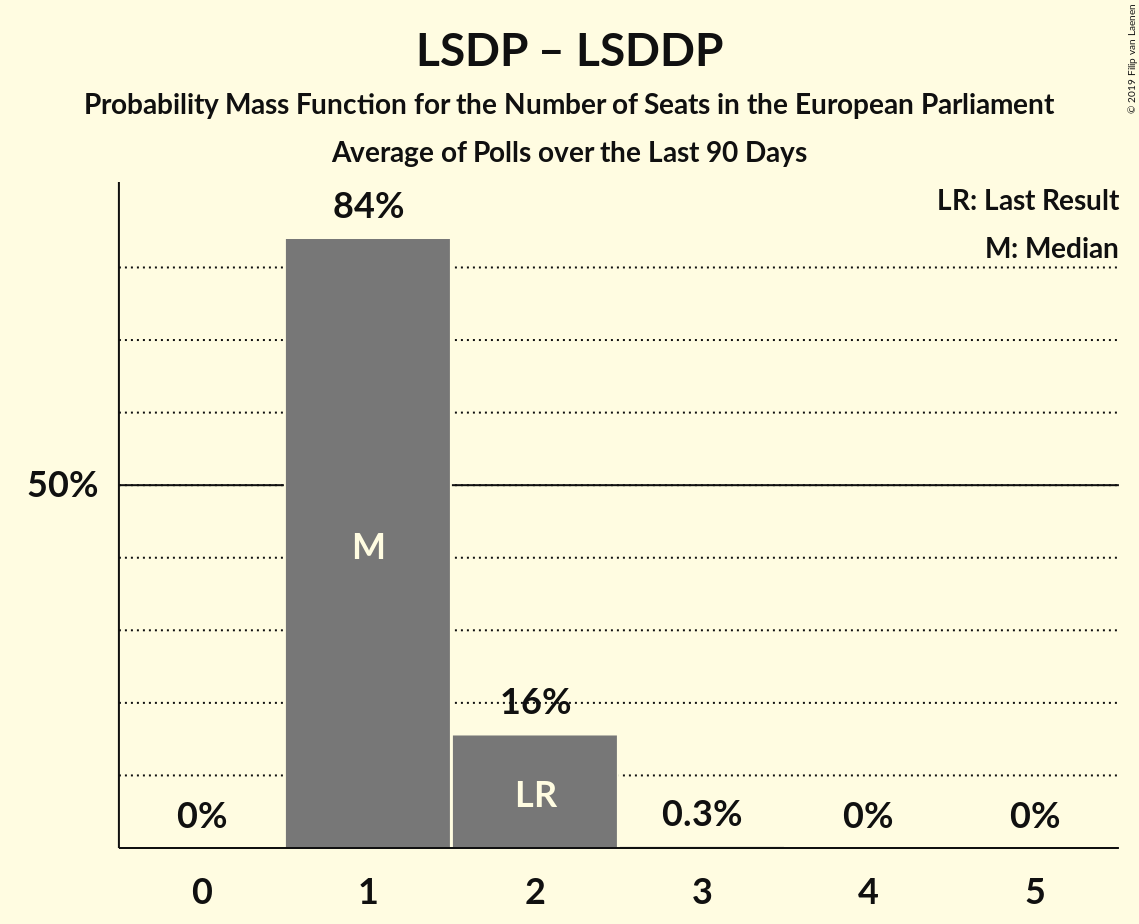 LSDP – LSDDP
Probability Mass Function for the Number of Seats in the European Parliament
Average of Polls over the Last 90 Days
© 2019 Filip van Laenen
LR: Last Result
M: Median
84%
50%
M
16%
LR
0%
0.3%
0%
0%
0 1 2 3 4 5